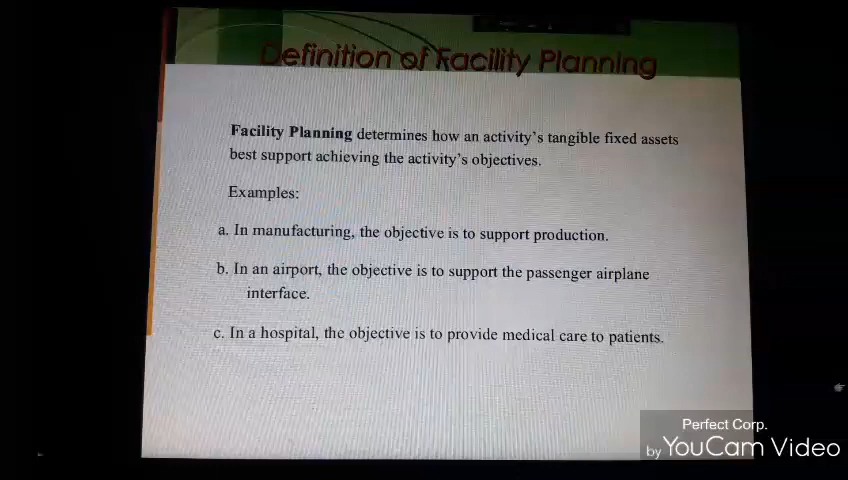 Definition of Facility Planning
Facility Planning determines how an activity's tangible fixed assets
best support achieving the activity's objectives.
Examples:
a. In manufacturing, the objective is to support production.
b. In an airport, the objective is to support the passenger airplane
interface.
c. In a hospital, the objective is to provide medical care to patients.
Perfect Corp.
by YouCam Video